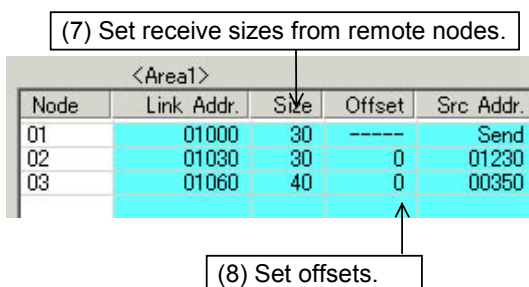 (7) Set receive sizes from remote nodes.
<Area1>
Node Link Addr. Size Offset Src Addr.
01 01000 30 ----- Send
02 01030 30 0 01230
03 01060 40 0 00350
(8) Set offsets.